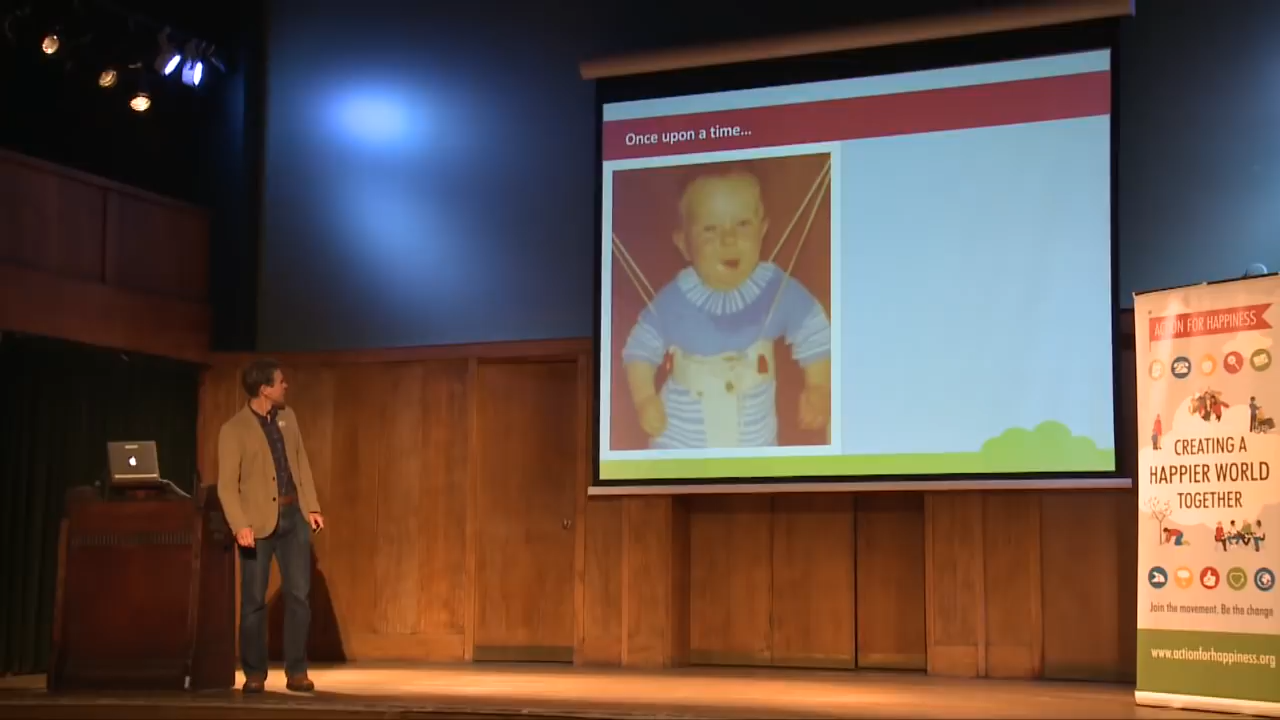 Once upon a time...
ACTION FOR HAPPINESS
CREATING A
HAPPIER WORLD
TOGETHER
Join the movement. Be the change
www.actionforhappiness.org